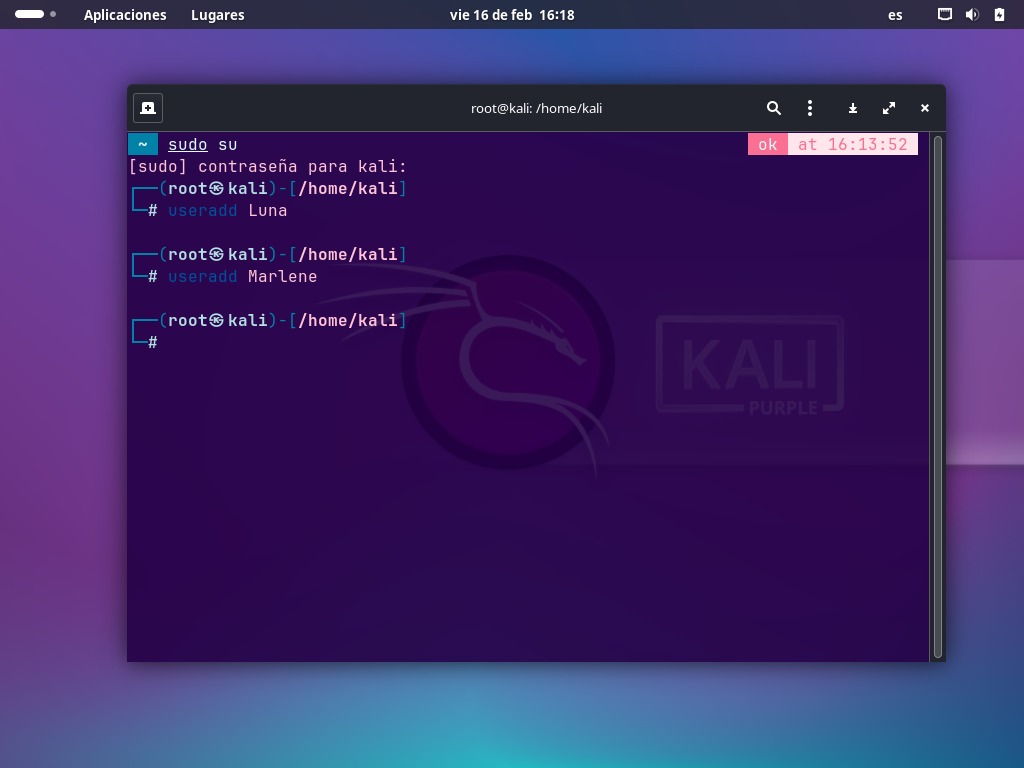 Aplicaciones Lugares vie 16 de feb 16:18 es
root@kali: /home/kali
~ sudo su ok at 16:13:52
[sudo] contraseña para kali:
┌──(root㉿kali)-[/home/kali]
└─# useradd Luna
┌──(root㉿kali)-[/home/kali]
└─# useradd Marlene
┌──(root㉿kali)-[/home/kali]
└─#
KALI
PURPLE